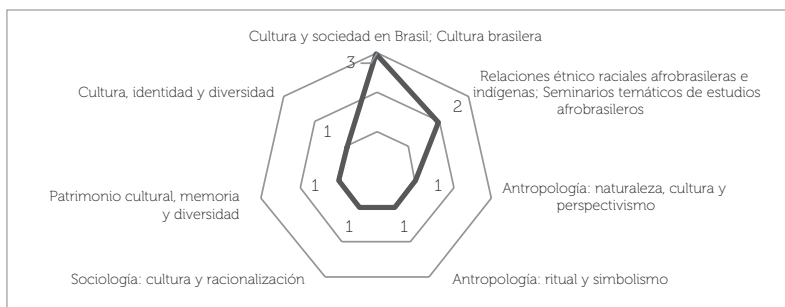 Cultura y sociedad en Brasil; Cultura brasilera
3
Relaciones étnico raciales afrobrasileras e
indígenas; Seminarios temáticos de estudios
afrobrasileros
2
Cultura, identidad y diversidad
1
Patrimonio cultural, memoria
y diversidad
1
1
Antropología: naturaleza, cultura y
perspectivismo
1
1
Sociología: cultura y racionalización
Antropología: ritual y simbolismo